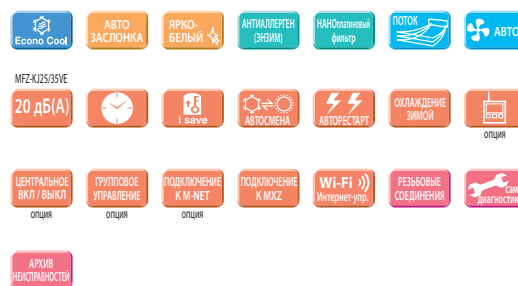 Econo Cool
АВТО
ЗАСЛОНКА
ЯРКО-
БЕЛЫЙ
АНТИАЛЛЕРГЕН
(ЭНЗИМ)
НАНОплатиновый
фильтр
ПОТОК
АВТО
MFZ-KJ25/35VE
20 дБ(А)
i save
АВТОСМЕНА
АВТОРЕСТАРТ
ОХЛАЖДЕНИЕ
ЗИМОЙ
опция
ЦЕНТРАЛЬНОЕ
ВКЛ / ВЫКЛ
опция
ГРУППОВОЕ
УПРАВЛЕНИЕ
опция
ПОДКЛЮЧЕНИЕ
К M-NET
опция
ПОДКЛЮЧЕНИЕ
К MXZ
Wi-Fi
Интернет-упр.
РЕЗЬБОВЫЕ
СОЕДИНЕНИЯ
сам
диагностик
АРХИВ
НЕИСПРАВНОСТЕЙ